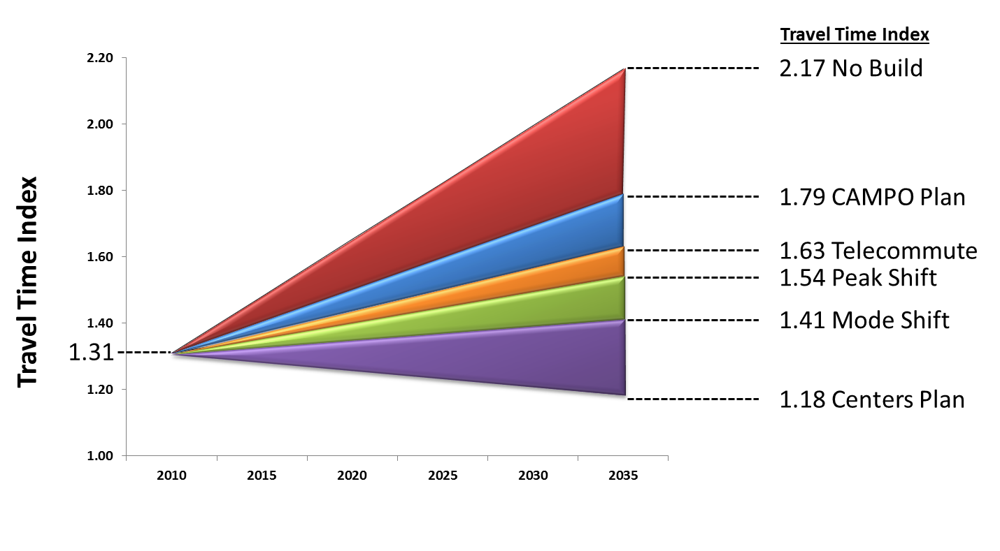 Travel Time Index
2.17 No Build
1.79 CAMPO Plan
1.63 Telecommute
1.54 Peak Shift
1.41 Mode Shift
1.18 Centers Plan
Travel Time Index
2.20
2.00
1.80
1.60
1.40
1.31
1.20
1.00
2010 2015 2020 2025 2030 2035